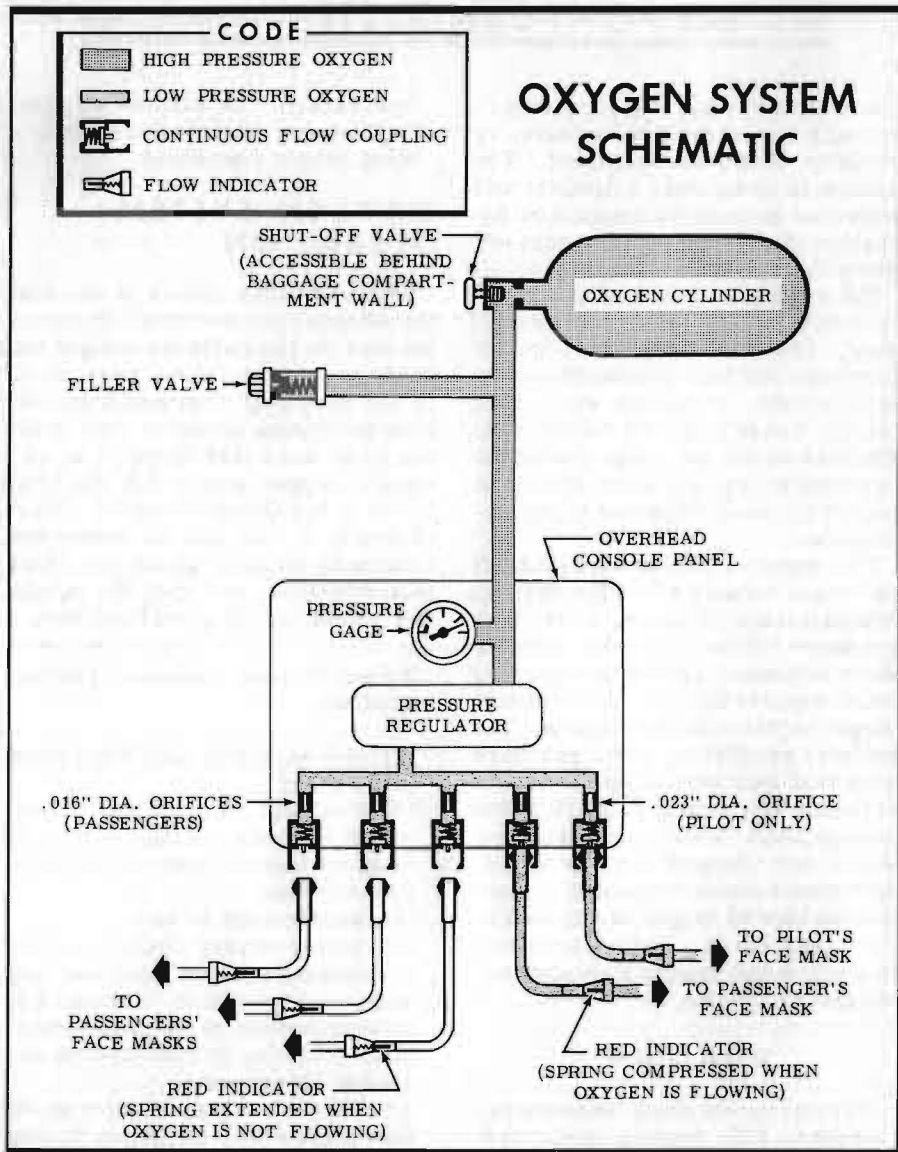 CODE
HIGH PRESSURE OXYGEN
LOW PRESSURE OXYGEN
CONTINUOUS FLOW COUPLING
FLOW INDICATOR
OXYGEN SYSTEM
SCHEMATIC
SHUT-OFF VALVE
(ACCESSIBLE BEHIND
BAGGAGE COMPART-
MENT WALL)
OXYGEN CYLINDER
FILLER VALVE
OVERHEAD
CONSOLE PANEL
PRESSURE
GAGE
PRESSURE
REGULATOR
.016" DIA. ORIFICES
(PASSENGERS)
.023" DIA. ORIFICE
(PILOT ONLY)
TO PILOT'S
FACE MASK
TO PASSENGER'S
FACE MASK
TO
PASSENGERS'
FACE MASKS
RED INDICATOR
(SPRING COMPRESSED WHEN
OXYGEN IS FLOWING)
RED INDICATOR
(SPRING EXTENDED WHEN
OXYGEN IS NOT FLOWING)